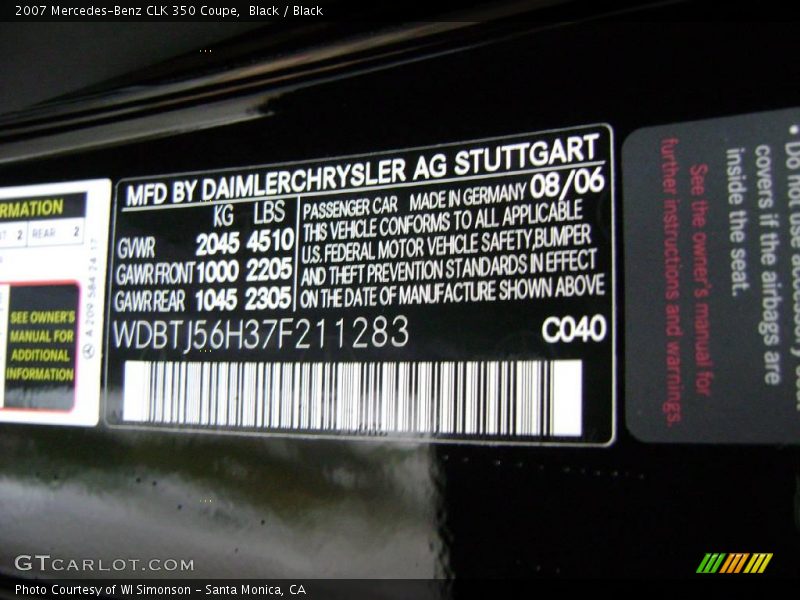 2007 Mercedes-Benz CLK 350 Coupe,  Black / Black
MFD BY DAIMLERCHRYSLER AG STUTTGART
KG LBS
GVWR 2045 4510
GAWR FRONT 1000 2205
GAWR REAR 1045 2305
PASSENGER CAR MADE IN GERMANY 08/06
THIS VEHICLE CONFORMS TO ALL APPLICABLE
U.S. FEDERAL MOTOR VEHICLE SAFETY,BUMPER
AND THEFT PREVENTION STANDARDS IN EFFECT
ON THE DATE OF MANUFACTURE SHOWN ABOVE
WDBTJ56H37F211283
C040
RMATION
2 REAR 2
SEE OWNER'S
MANUAL FOR
ADDITIONAL
INFORMATION
A 209 584 24 17
covers if the airbags are
inside the seat.
See the owner's manual for
further instructions and warnings.
GTCARLOT.COM
Photo Courtesy of WI Simonson - Santa Monica, CA